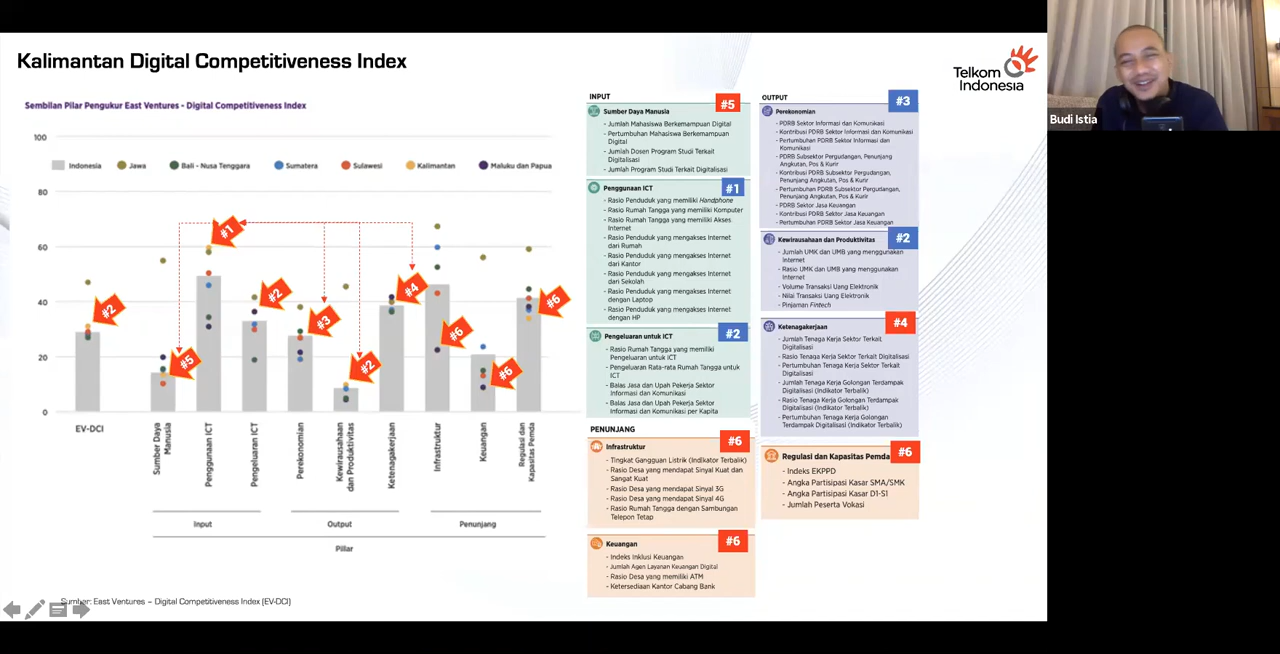 Kalimantan Digital Competitiveness Index
Telkom
Indonesia
Budi Istia
Sembilan Pilar Pengukur East Ventures - Digital Competitiveness Index
100
80
60
40
20
0
Indonesia
Jawa
Bali - Nusa Tenggara
Sumatera
Sulawesi
Kalimantan
Maluku dan Papua
#2
#5
#1
#2
#3
#2
#4
#6
#6
#6
EV-DCI
Sumber Daya
Manusia
Penggunaan ICT
Pengeluaran ICT
Perekonomian
Kewirausahaan
dan Produktivitas
Ketenagakerjaan
Infrastruktur
Keuangan
Regulasi dan
Kapasitas Pemda
Input
Output
Penunjang
Pillar
Sumber: East Ventures – Digital Competitiveness Index (EV-DCI)
INPUT
Sumber Daya Manusia
#5
- Jumlah Mahasiswa Berkemampuan Digital
- Pertumbuhan Mahasiswa Berkemampuan
Digital
- Jumlah Dosen Program Studi Terkait
Digitalisasi
- Jumlah Program Studi Terkait Digitalisasi
Penggunaan ICT
#1
- Rasio Penduduk yang memiliki Handphone
- Rasio Rumah Tangga yang memiliki Komputer
- Rasio Rumah Tangga yang memiliki Akses
Internet
- Rasio Penduduk yang mengakses Internet
dari Rumah
- Rasio Penduduk yang mengakses Internet
dari Kantor
- Rasio Penduduk yang mengakses Internet
dari Sekolah
- Rasio Penduduk yang mengakses Internet
dengan Laptop
- Rasio Penduduk yang mengakses Internet
dengan HP
Pengeluaran untuk ICT
#2
- Rasio Rumah Tangga yang memiliki
Pengeluaran untuk ICT
- Pengeluaran Rata-rata Rumah Tangga untuk
ICT
- Balas Jasa dan Upah Pekerja Sektor
Informasi dan Komunikasi
- Balas Jasa dan Upah Pekerja Sektor
Informasi dan Komunikasi per Kapita
PENUNJANG
Infrastruktur
#6
- Tingkat Gangguan Listrik (Indikator Terbalik)
- Rasio Desa yang mendapat Sinyal Kuat dan
Sangat Kuat
- Rasio Desa yang mendapat Sinyal 3G
- Rasio Desa yang mendapat Sinyal 4G
- Rasio Rumah Tangga dengan Sambungan
Telepon Tetap
Keuangan
#6
- Indeks Inklusi Keuangan
- Jumlah Agen Layanan Keuangan Digital
- Rasio Desa yang memiliki ATM
- Ketersediaan Kantor Cabang Bank
OUTPUT
#3
Perekonomian
- PDRB Sektor Informasi dan Komunikasi
- Kontribusi PDRB Sektor Informasi dan Komunikasi
- Pertumbuhan PDRB Sektor Informasi dan
Komunikasi
- PDRB Subsektor Pergudangan, Penunjang
Angkutan, Pos & Kurir
- Kontribusi PDRB Subsektor Pergudangan,
Penunjang Angkutan, Pos & Kurir
- Pertumbuhan PDRB Subsektor Pergudangan,
Penunjang Angkutan, Pos & Kurir
- PDRB Sektor Jasa Keuangan
- Kontribusi PDRB Sektor Jasa Keuangan
- Pertumbuhan PDRB Sektor Jasa Keuangan
Kewirausahaan dan Produktivitas
#2
- Jumlah UMK dan UMB yang menggunakan
Internet
- Rasio UMK dan UMB yang menggunakan
Internet
- Volume Transaksi Uang Elektronik
- Nilai Transaksi Uang Elektronik
- Pinjaman Fintech
Ketenagakerjaan
#4
- Jumlah Tenaga Kerja Sektor Terkait
Digitalisasi
- Rasio Tenaga Kerja Sektor Terkait Digitalisasi
- Pertumbuhan Tenaga Kerja Sektor Terkait
Digitalisasi
- Jumlah Tenaga Kerja Golongan Terdampak
Digitalisasi (Indikator Terbalik)
- Rasio Tenaga Kerja Golongan Terdampak
Digitalisasi (Indikator Terbalik)
- Pertumbuhan Tenaga Kerja Golongan
Terdampak Digitalisasi (Indikator Terbalik)
Regulasi dan Kapasitas Pemda
#6
- Indeks EKPPD
- Angka Partisipasi Kasar SMA/SMK
- Angka Partisipasi Kasar D1-S1
- Jumlah Peserta Vokasi